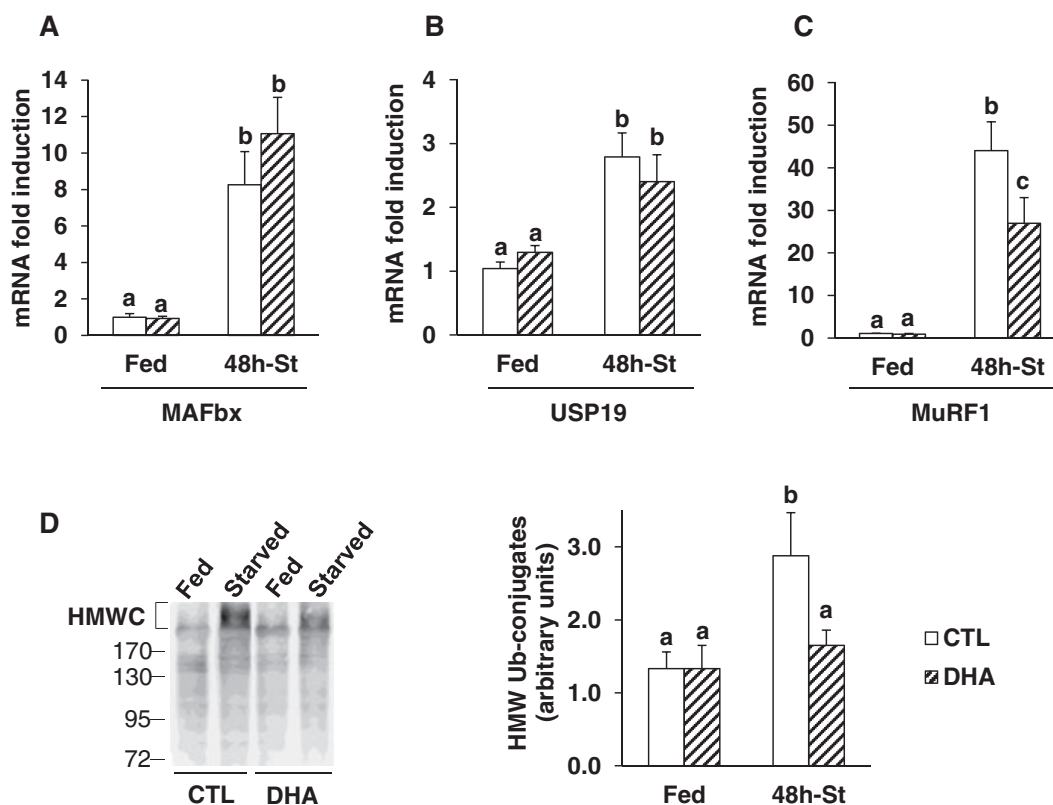 A
mRNA fold induction
14
12
10
8
6
4
2
0
a
a
b
b
Fed
48h-St
MAFbx
B
mRNA fold induction
4
3
2
1
0
a
a
b
b
Fed
48h-St
USP19
C
mRNA fold induction
60
50
40
30
20
10
0
a
a
b
c
Fed
48h-St
MuRF1
D
Fed
Starved
Fed
Starved
HMWC
170
130
95
72
CTL
DHA
HMW Ub-conjugates
(arbitrary units)
3.0
2.0
1.0
0.0
a
a
b
a
Fed
48h-St
CTL
DHA